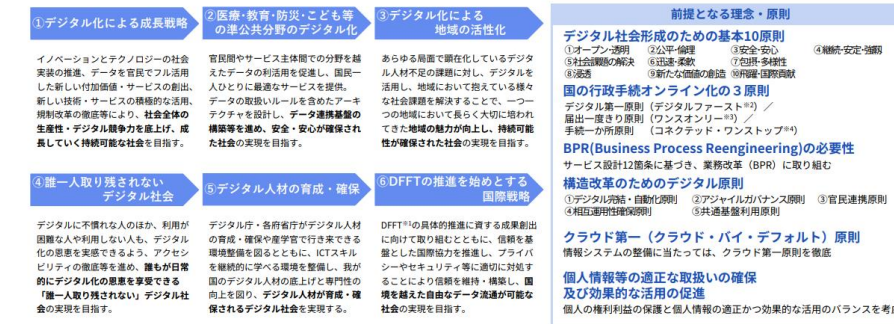 ①デジタル化による成長戦略
イノベーションとテクノロジーの社会
実装の推進、データを官民でフル活用
した新しい付加価値・サービスの創出、
新しい技術・サービスの積極的な活用、
規制改革の徹底等により、社会全体の
生産性・デジタル競争力を底上げ、成
長していく持続可能な社会を目指す。
②医療・教育・防災・こども等
の準公共分野のデジタル化
官民間やサービス主体間での分野を越
えたデータの利活用を促進し、国民一
人ひとりに最適なサービスを提供。
データの取扱いルールを含めたアーキ
テクチャを設計し、データ連携基盤の
構築等を進め、安全・安心が確保され
た社会の実現を目指す。
③デジタル化による
地域の活性化
あらゆる局面で顕在化しているデジタ
ル人材不足の課題に対し、デジタルを
活用し、地域において抱えている様々
な社会課題を解決することで、一つ一
つの地域において長らく大切に培われ
てきた地域の魅力が向上し、持続可能
性が確保された社会の実現を目指す。
④誰一人取り残されない
デジタル社会
デジタルに不慣れな人のほか、利用が
困難な人や利用しない人も、デジタル
化の恩恵を実感できるよう、アクセシ
ビリティの徹底等を進め、誰もが日常
的にデジタル化の恩恵を享受できる
「誰一人取り残されない」デジタル社
会の実現を目指す。
⑤デジタル人材の育成・確保
デジタル庁・各府省庁がデジタル人材
の育成・確保や産学官で行き来できる
環境整備を図るとともに、ICTスキル
を継続的に学べる環境を整備し、我が
国のデジタル人材の底上げと専門性の
向上を図り、デジタル人材が育成・確
保されるデジタル社会を実現する。
⑥DFFTの推進を始めとする
国際戦略
DFFT※1の具体的推進に資する成果創出
に向けて取り組むとともに、信頼を基
盤とした国際協力を推進し、プライバ
シーやセキュリティ等に適切に対処す
ることにより信頼を維持・構築し、国
境を越えた自由なデータ流通が可能な
社会の実現を目指す。
前提となる理念・原則
デジタル社会形成のための基本10原則
①オープン・透明 ②公平・倫理 ③安全・安心 ④継続・安定・強靱
⑤社会課題の解決 ⑥迅速・柔軟 ⑦包摂・多様性
⑧浸透 ⑨新たな価値の創造 ⑩飛躍・国際貢献
国の行政手続オンライン化の3原則
デジタル第一原則(デジタルファースト※2)/
届出一度きり原則(ワンスオンリー※3)/
手続一か所原則 (コネクテッド・ワンストップ※4)
BPR(Business Process Reengineering)の必要性
サービス設計12箇条に基づき、業務改革(BPR)に取り組む
構造改革のためのデジタル原則
①デジタル完結・自動化原則 ②アジャイルガバナンス原則 ③官民連携原則
④相互運用性確保原則 ⑤共通基盤利用原則
クラウド第一(クラウド・バイ・デフォルト)原則
情報システムの整備に当たっては、クラウド第一原則を徹底
個人情報等の適正な取扱いの確保
及び効果的な活用の促進
個人の権利利益の保護と個人情報の適正かつ効果的な活用のバランスを考